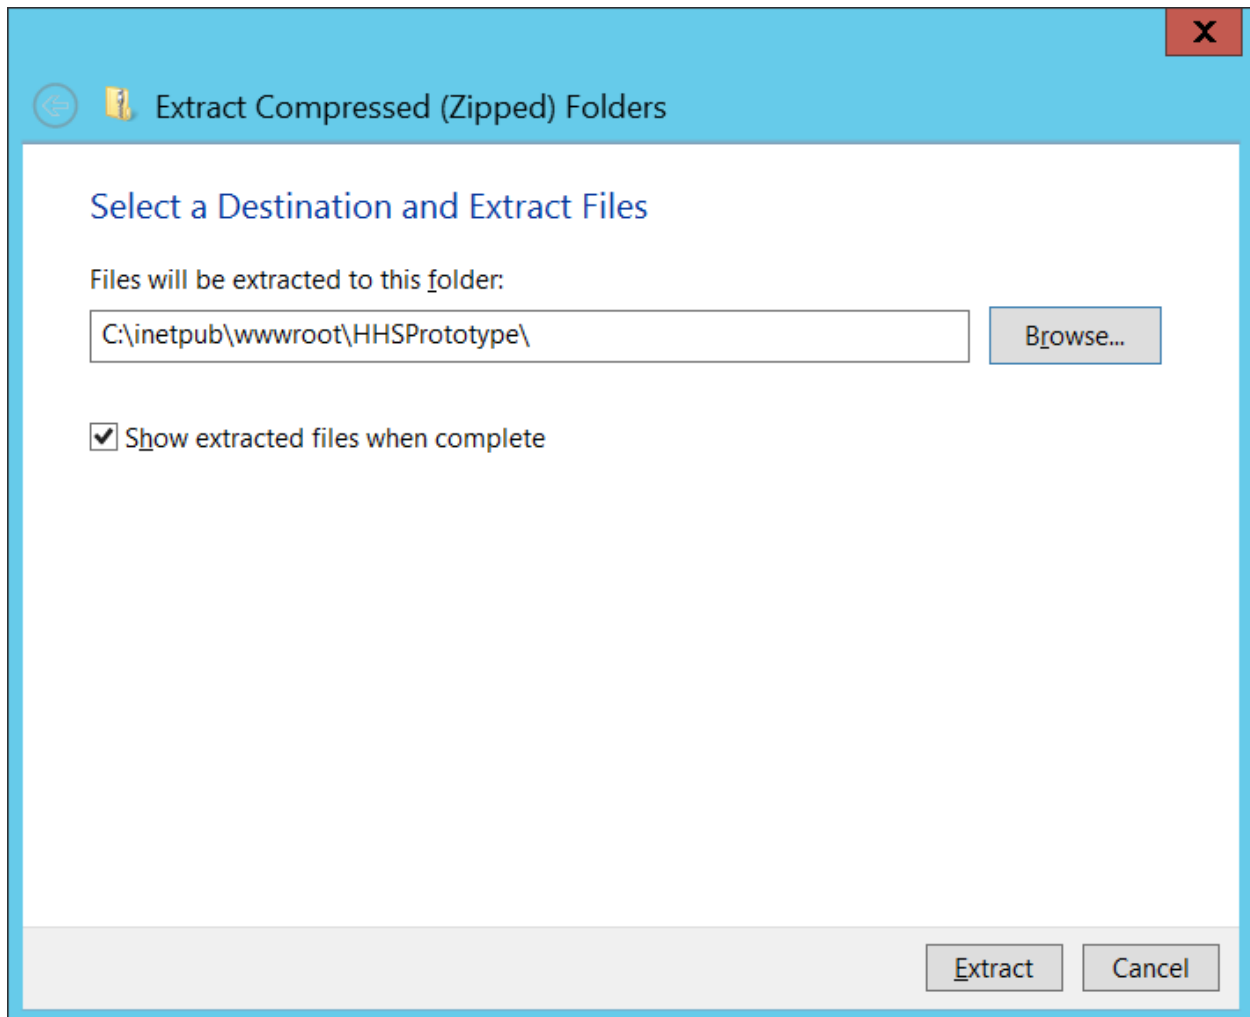 Extract Compressed (Zipped) Folders
Select a Destination and Extract Files
Files will be extracted to this folder:
C:\inetpub\wwwroot\HHSPrototype\
Browse...
Show extracted files when complete
Extract
Cancel